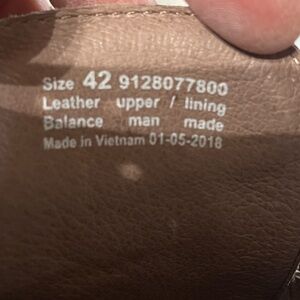 Size 42 9128077800
Leather upper / lining
Balance man made
Made in Vietnam 01-05-2018